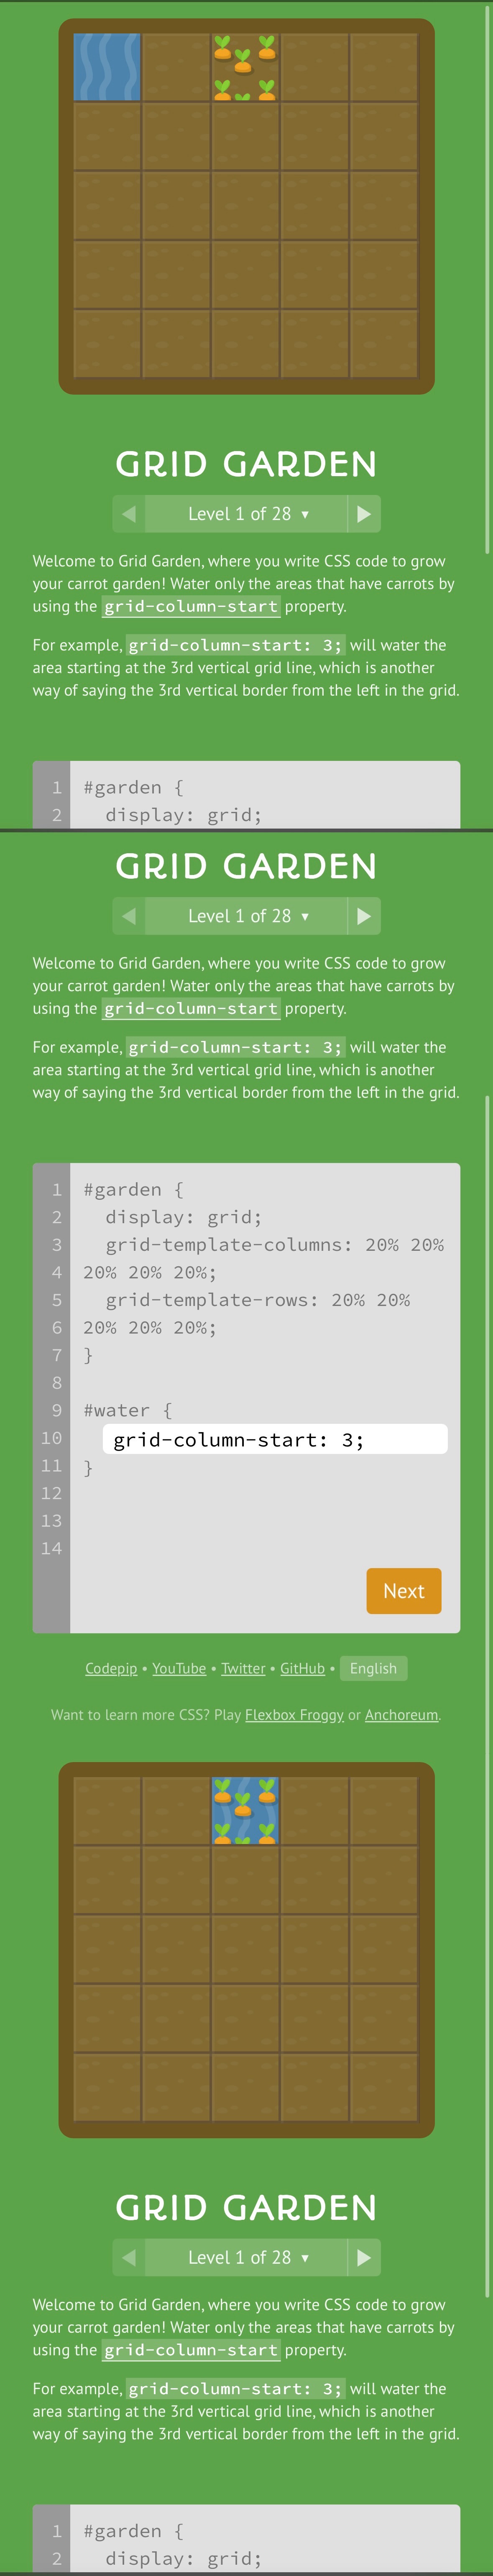 GRID GARDEN
Level 1 of 28 ▼
Welcome to Grid Garden, where you write CSS code to grow
your carrot garden! Water only the areas that have carrots by
using the grid-column-start property.
For example, grid-column-start: 3; will water the
area starting at the 3rd vertical grid line, which is another
way of saying the 3rd vertical border from the left in the grid.
1 #garden {
2 display: grid;
GRID GARDEN
Level 1 of 28 ▼
Welcome to Grid Garden, where you write CSS code to grow
your carrot garden! Water only the areas that have carrots by
using the grid-column-start property.
For example, grid-column-start: 3; will water the
area starting at the 3rd vertical grid line, which is another
way of saying the 3rd vertical border from the left in the grid.
1 #garden {
2 display: grid;
3 grid-template-columns: 20% 20%
4 20% 20% 20%;
5 grid-template-rows: 20% 20%
6 20% 20% 20%;
7 }
8
9 #water {
10 grid-column-start: 3;
11 }
12
13
14
Next
Codepip • YouTube • Twitter • GitHub • English
Want to learn more CSS? Play Flexbox Froggy or Anchoreum.
GRID GARDEN
Level 1 of 28 ▼
Welcome to Grid Garden, where you write CSS code to grow
your carrot garden! Water only the areas that have carrots by
using the grid-column-start property.
For example, grid-column-start: 3; will water the
area starting at the 3rd vertical grid line, which is another
way of saying the 3rd vertical border from the left in the grid.
1 #garden {
2 display: grid;